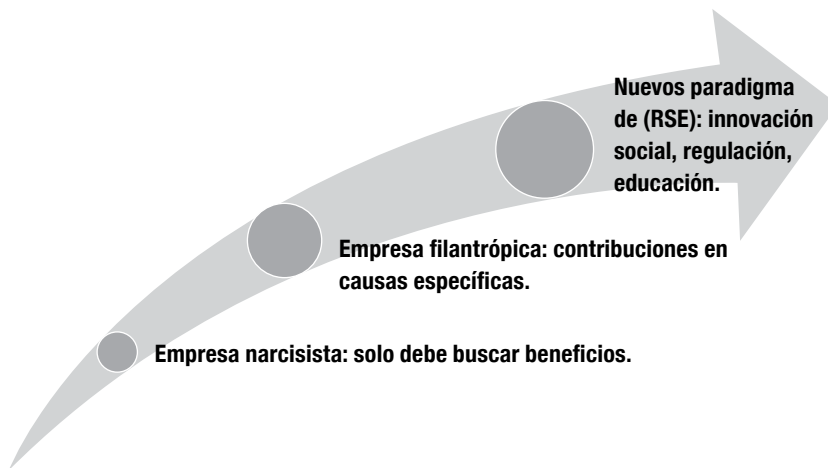 Nuevos paradigma
de (RSE): innovación
social, regulación,
educación.
Empresa filantrópica: contribuciones en
causas específicas.
Empresa narcisista: solo debe buscar beneficios.